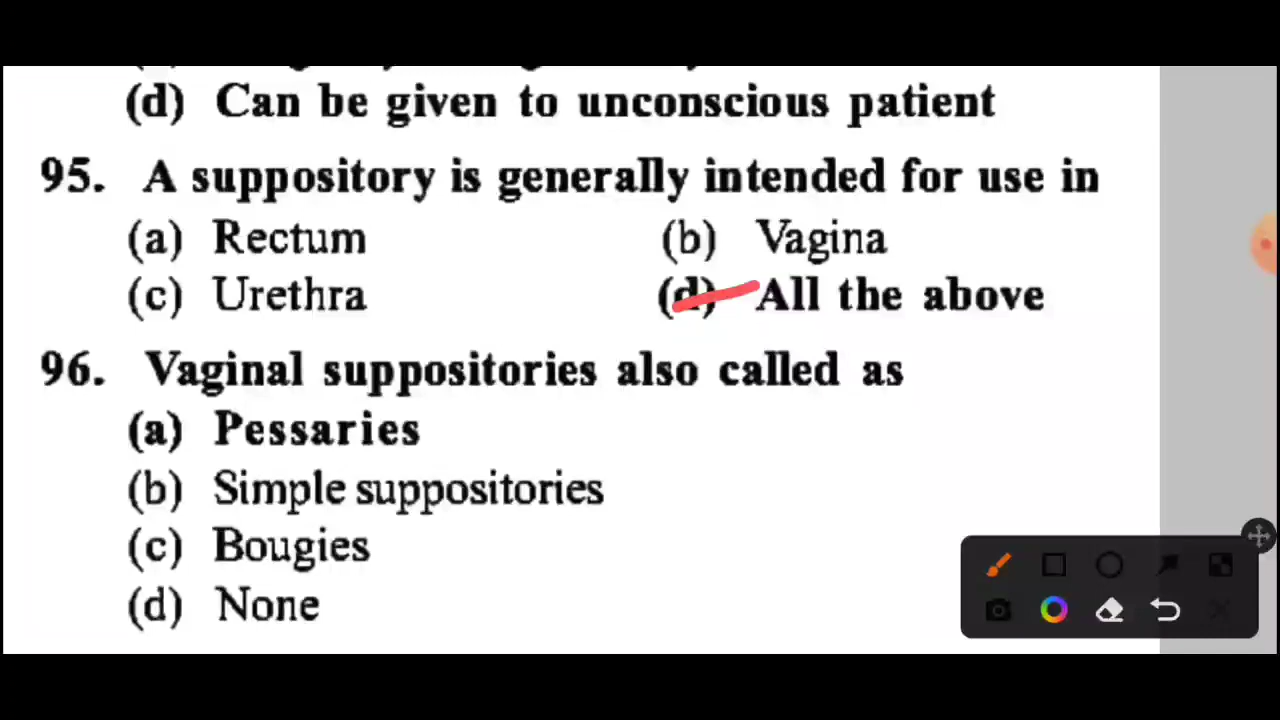 (d) Can be given to unconscious patient
95. A suppository is generally intended for use in
(a) Rectum (b) Vagina
(c) Urethra (d) All the above
96. Vaginal suppositories also called as
(a) Pessaries
(b) Simple suppositories
(c) Bougies
(d) None